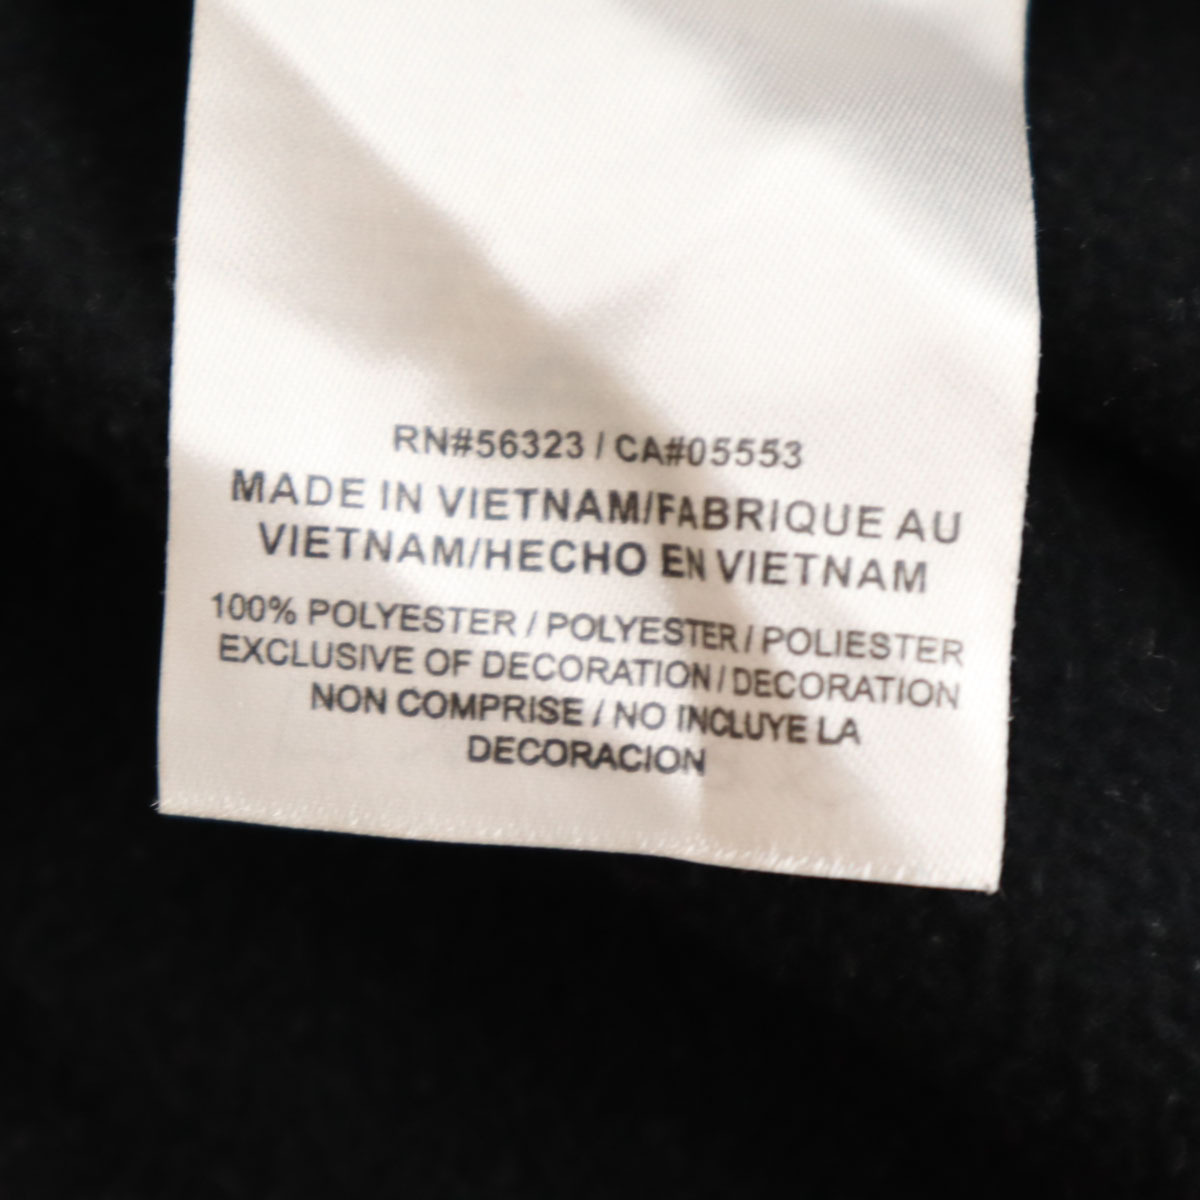 RN#56323 / CA#05553
MADE IN VIETNAM/FABRIQUE AU
VIETNAM/HECHO EN VIETNAM
100% POLYESTER / POLYESTER / POLIESTER
EXCLUSIVE OF DECORATION / DECORATION
NON COMPRISE / NO INCLUYE LA
DECORACION